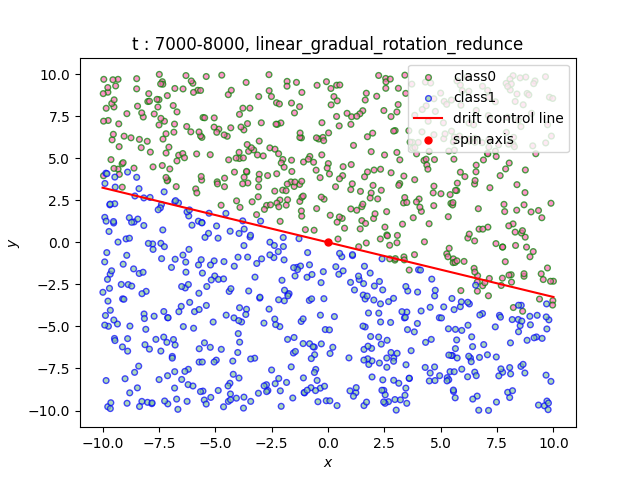 t : 7000-8000, linear_gradual_rotation_redunce
class0
class1
drift control line
spin axis
10.0
7.5
5.0
2.5
0.0
−2.5
−5.0
−7.5
−10.0
y
−10.0 −7.5 −5.0 −2.5 0.0 2.5 5.0 7.5 10.0
x